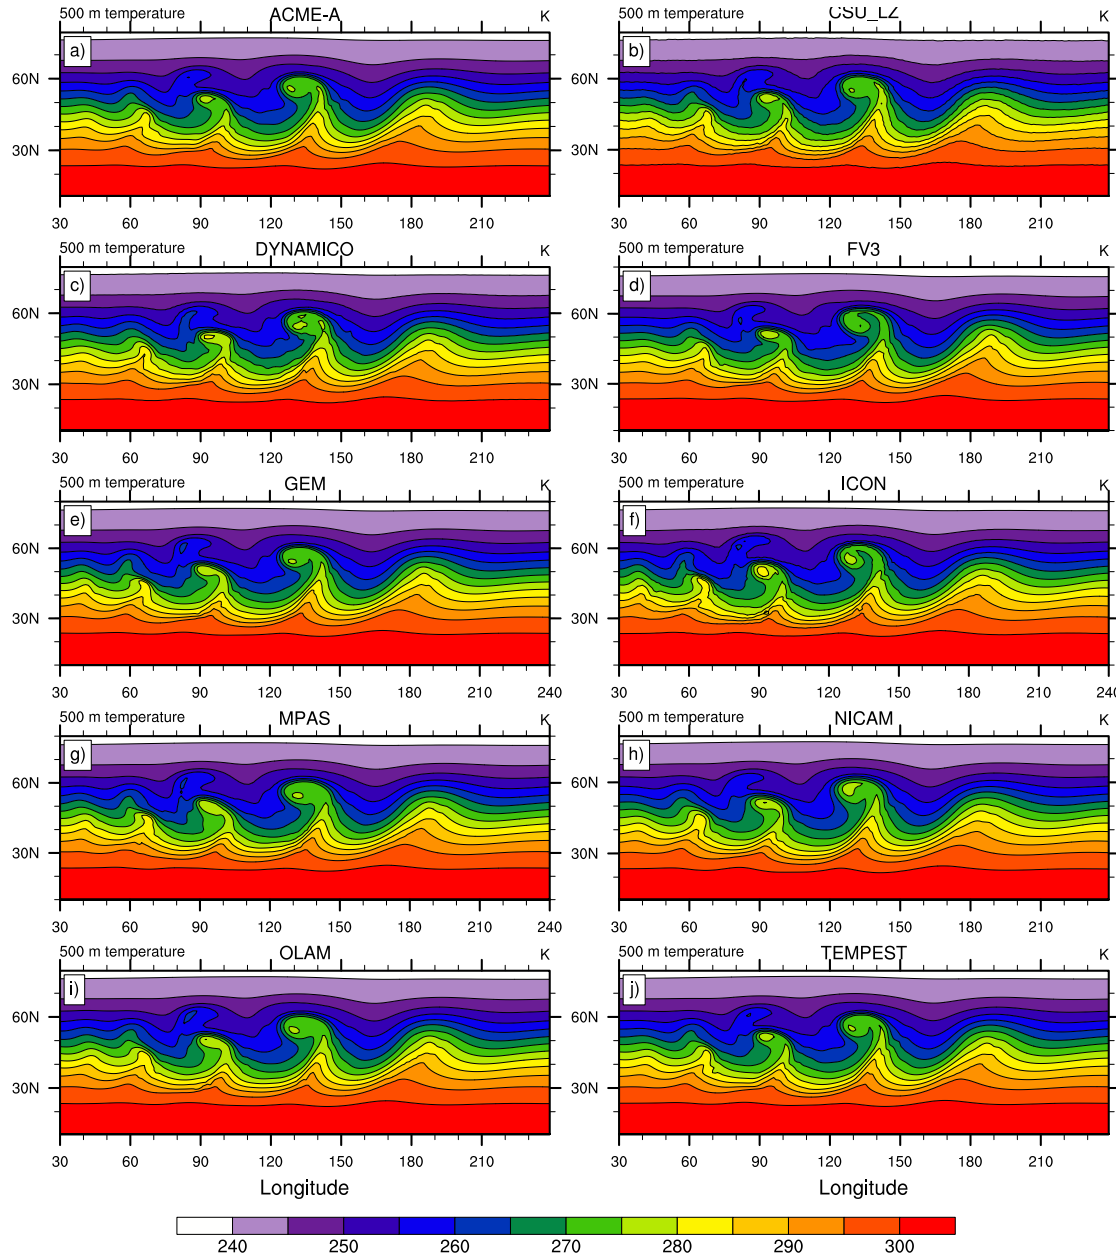 500 m temperature ACME-A K
a)
60N
30N
30 60 90 120 150 180 210
500 m temperature CSU_LZ K
b)
60N
30N
30 60 90 120 150 180 210
500 m temperature DYNAMICO K
c)
60N
30N
30 60 90 120 150 180 210
500 m temperature FV3 K
d)
60N
30N
30 60 90 120 150 180 210
500 m temperature GEM K
e)
60N
30N
30 60 90 120 150 180 210 240
500 m temperature ICON K
f)
60N
30N
30 60 90 120 150 180 210 240
500 m temperature MPAS K
g)
60N
30N
30 60 90 120 150 180 210 240
500 m temperature NICAM K
h)
60N
30N
30 60 90 120 150 180 210
500 m temperature OLAM K
i)
60N
30N
30 60 90 120 150 180 210
Longitude
500 m temperature TEMPEST K
j)
60N
30N
30 60 90 120 150 180 210
Longitude
240 250 260 270 280 290 300